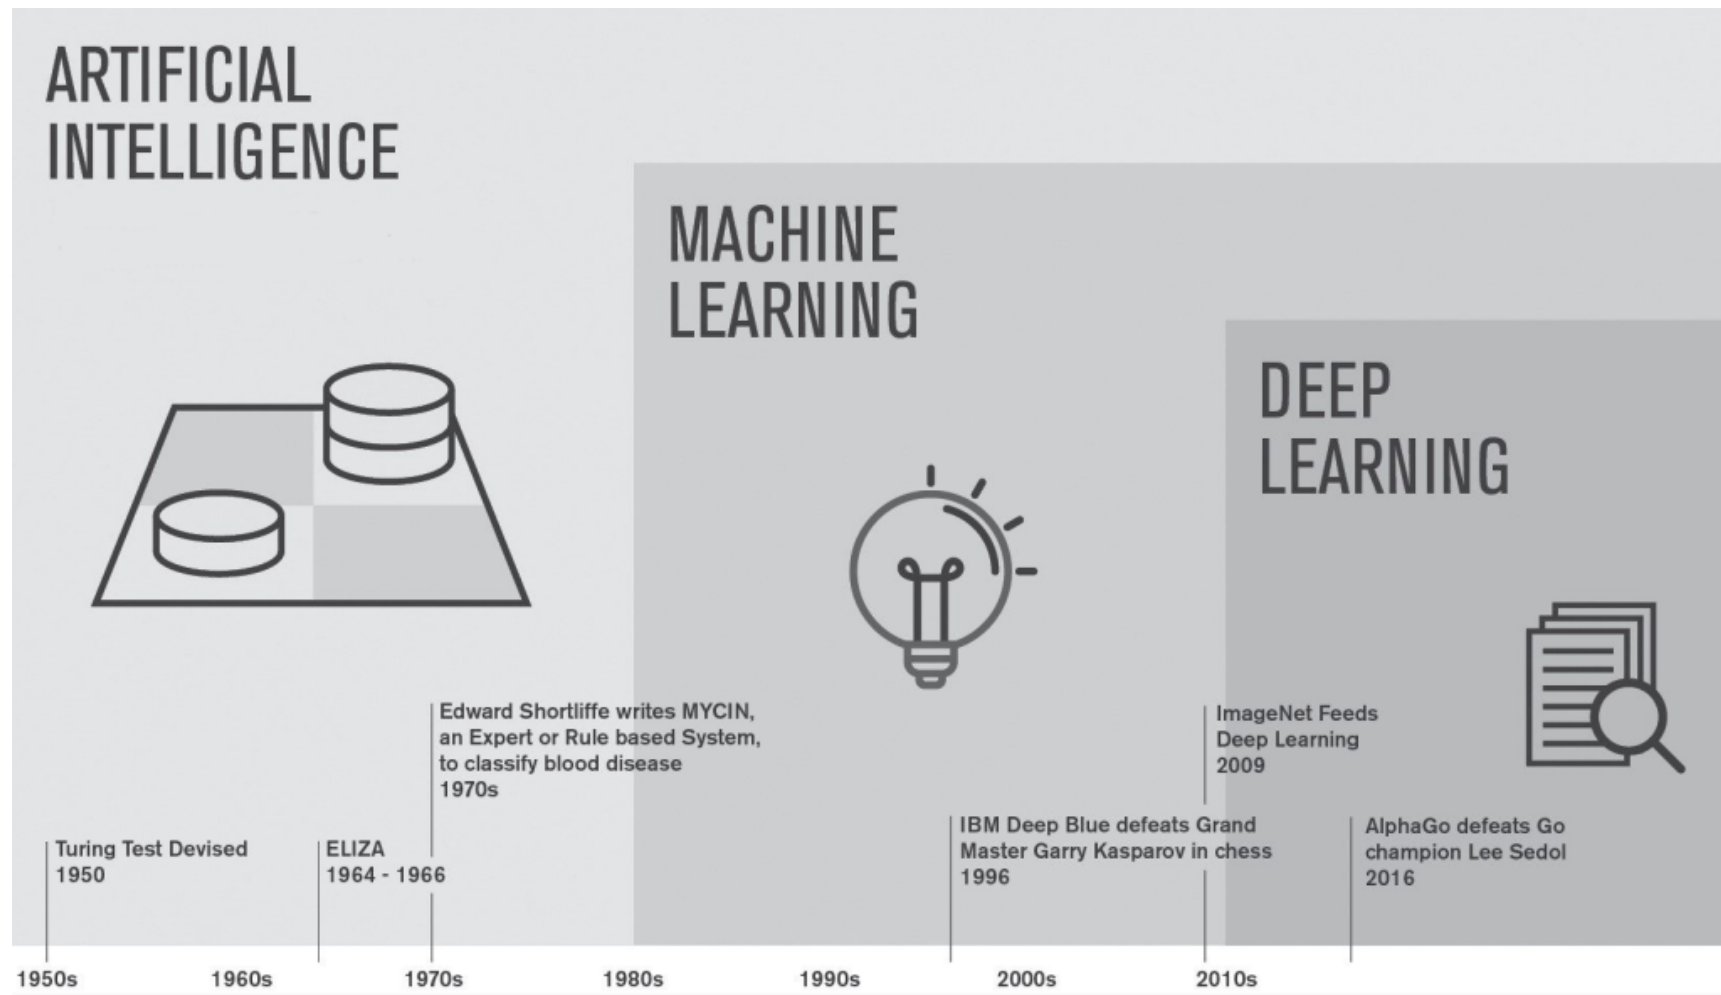 ARTIFICIAL
INTELLIGENCE
MACHINE
LEARNING
DEEP
LEARNING
Edward Shortliffe writes MYCIN,
an Expert or Rule based System,
to classify blood disease
1970s
ImageNet Feeds
Deep Learning
2009
Turing Test Devised
1950
ELIZA
1964 - 1966
IBM Deep Blue defeats Grand
Master Garry Kasparov in chess
1996
AlphaGo defeats Go
champion Lee Sedol
2016
1950s
1960s
1970s
1980s
1990s
2000s
2010s